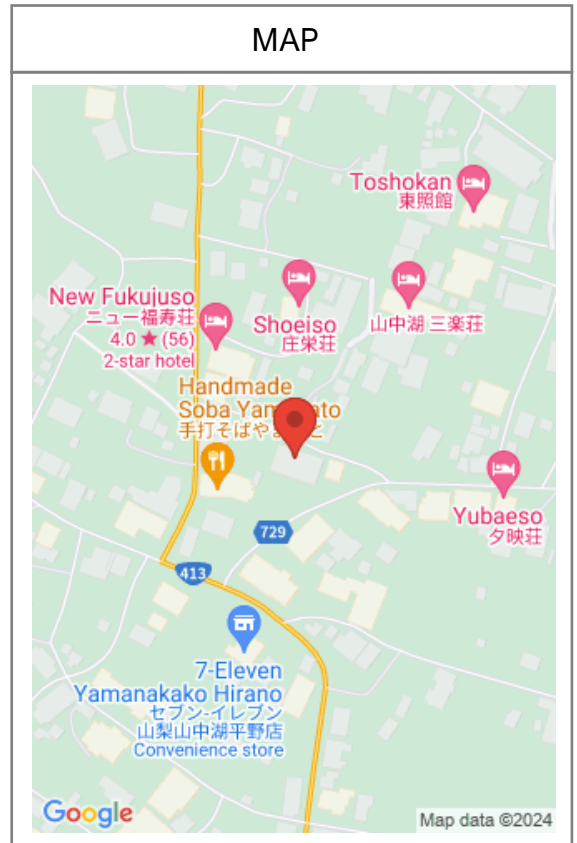 MAP
Toshokan
東照館
New Fukujuso
ニュー福寿荘
4.0 ★ (56)
2-star hotel
Shoeiso
庄栄荘
山中湖 三楽荘
Handmade
Soba
手打そばや
Yubaeso
夕映荘
729
413
7-Eleven
Yamanakako Hirano
セブン-イレブン
山梨山中湖平野店
Convenience store
Google
Map data ©2024